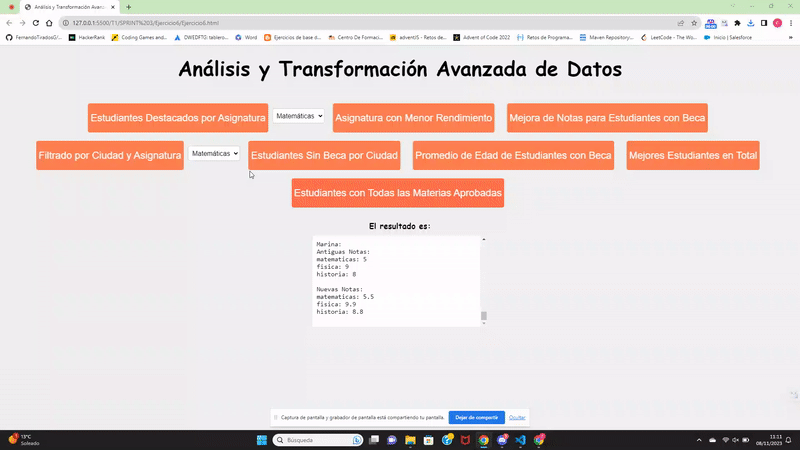 Análisis y Transformación Avanz
127.0.0.1:5500/T1/SPRINT%203/Ejercicio6/Ejercicio6.html
FernandoTiradosG/...
HackerRank
Coding Games and...
DWEDFTG: tablero...
Word
Ejercicios de base d...
Centro De Formac...
adventJS - Retos de...
Advent of Code 2022
Retos de Programa...
Maven Repository:...
LeetCode - The Wo...
Inicio | Salesforce
Análisis y Transformación Avanzada de Datos
Estudiantes Destacados por Asignatura
Matemáticas
Asignatura con Menor Rendimiento
Mejora de Notas para Estudiantes con Beca
Filtrado por Ciudad y Asignatura
Matemáticas
Estudiantes Sin Beca por Ciudad
Promedio de Edad de Estudiantes con Beca
Mejores Estudiantes en Total
Estudiantes con Todas las Materias Aprobadas
El resultado es:
Marina:
Antiguas Notas:
matematicas: 5
fisica: 9
historia: 8
Nuevas Notas:
matematicas: 5.5
fisica: 9.9
historia: 8.8
Captura de pantalla y grabador de pantalla está compartiendo tu pantalla.
Dejar de compartir
Ocultar
13°C
Soleado
Búsqueda
11:11
08/11/2023